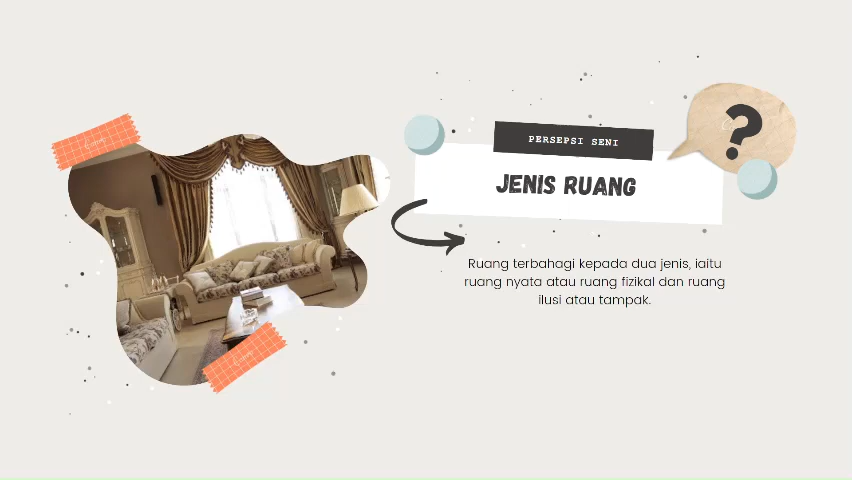 PERSEPSI SENI
?
JENIS RUANG
Ruang terbahagi kepada dua jenis, iaitu
ruang nyata atau ruang fizikal dan ruang
ilusi atau tampak.